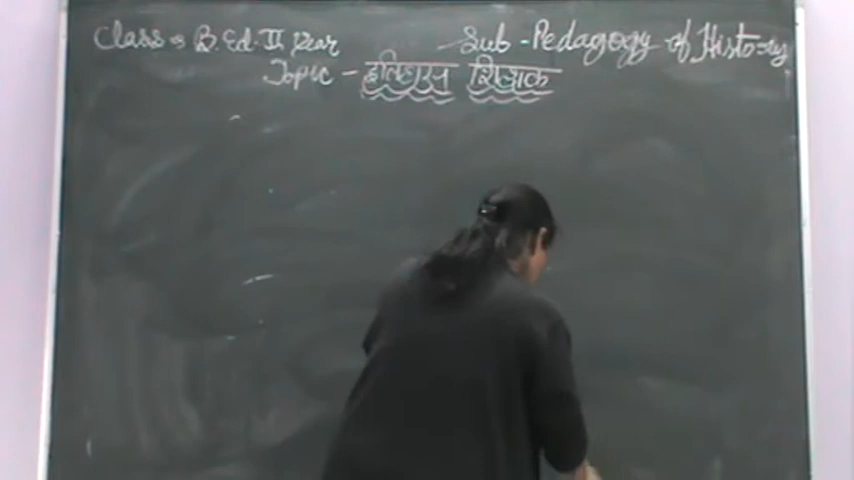 Class → B.Ed. II year Sub - Pedagogy of History
Topic - इतिहास शिक्षक